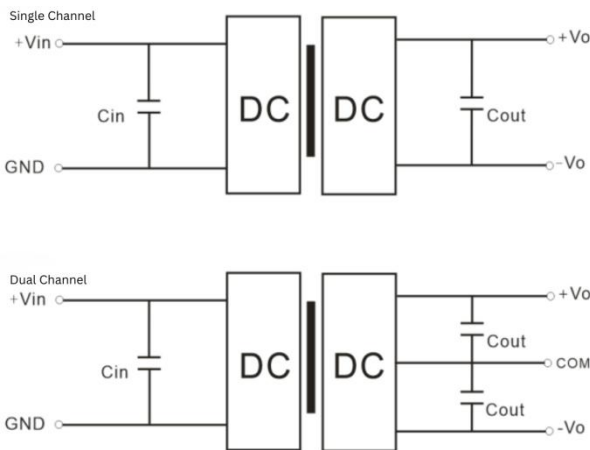 Single Channel
+Vin
+Vo
Cin
DC
DC
Cout
GND
-Vo
Dual Channel
+Vin
+Vo
Cout
Cin
DC
DC
COM
Cout
GND
-Vo